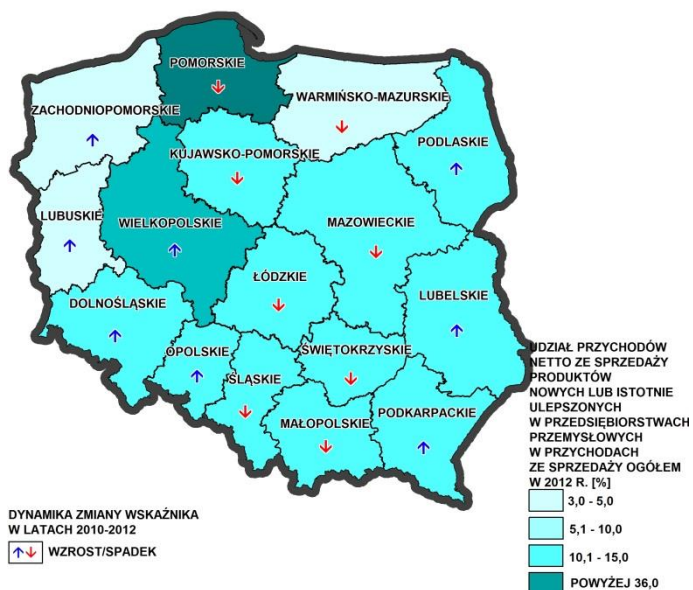 POMORSKIE
WARMIŃSKO-MAZURSKIE
ZACHODNIOPOMORSKIE
PODLASKIE
KUJAWSKO-POMORSKIE
LUBUSKIE
WIELKOPOLSKIE
MAZOWIECKIE
ŁÓDZKIE
DOLNOŚLĄSKIE
LUBELSKIE
OPOLSKIE
ŚWIĘTOKRZYSKIE
ŚLĄSKIE
MAŁOPOLSKIE
PODKARPACKIE
UDZIAŁ PRZYCHODÓW
NETTO ZE SPRZEDAŻY
PRODUKTÓW
NOWYCH LUB ISTOTNIE
ULEPSZONYCH
W PRZEDSIĘBIORSTWACH
PRZEMYSŁOWYCH
W PRZYCHODACH
ZE SPRZEDAŻY OGÓŁEM
W 2012 R. [%]
3,0 - 5,0
5,1 - 10,0
10,1 - 15,0
POWYŻEJ 36,0
DYNAMIKA ZMIANY WSKAŹNIKA
W LATACH 2010-2012
WZROST/SPADEK